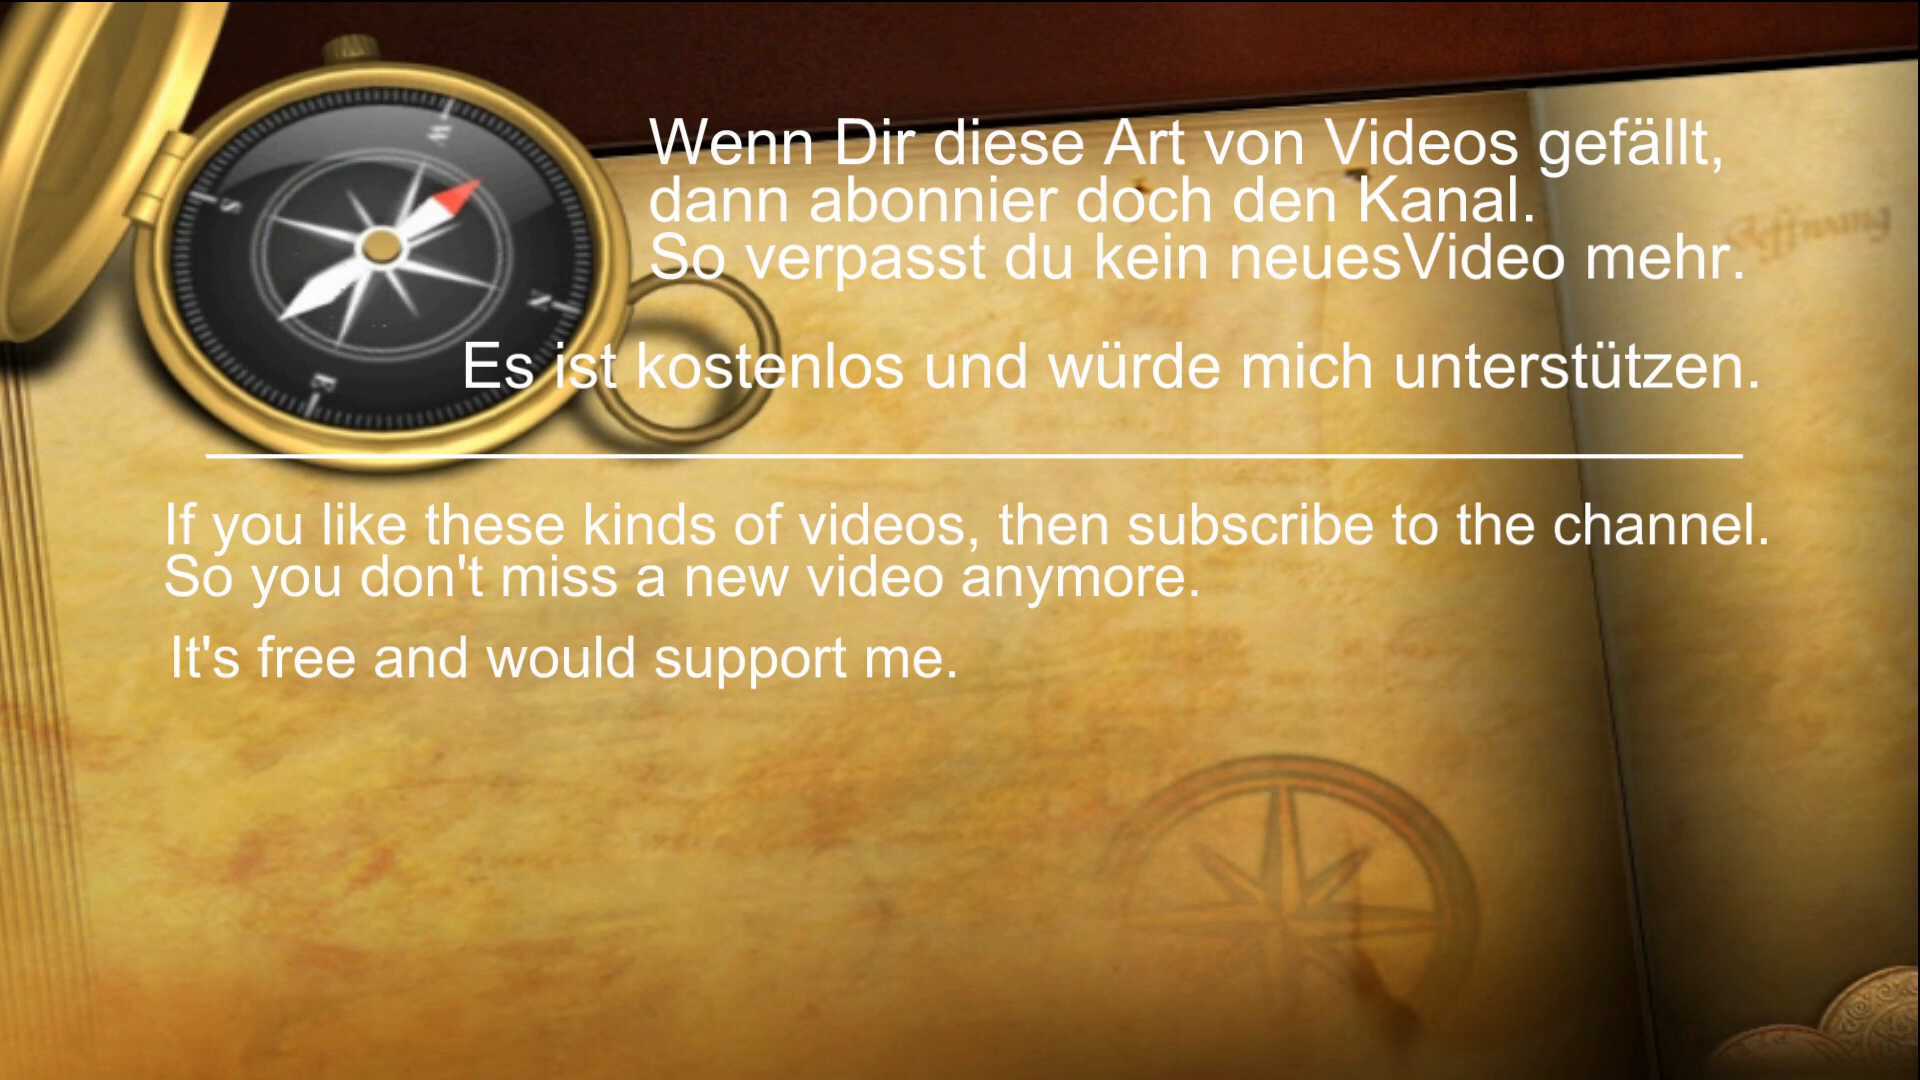 Wenn Dir diese Art von Videos gefällt,
dann abonnier doch den Kanal.
So verpasst du kein neuesVideo mehr.
Es ist kostenlos und würde mich unterstützen.
If you like these kinds of videos, then subscribe to the channel.
So you don't miss a new video anymore.
It's free and would support me.
W
S
N
E